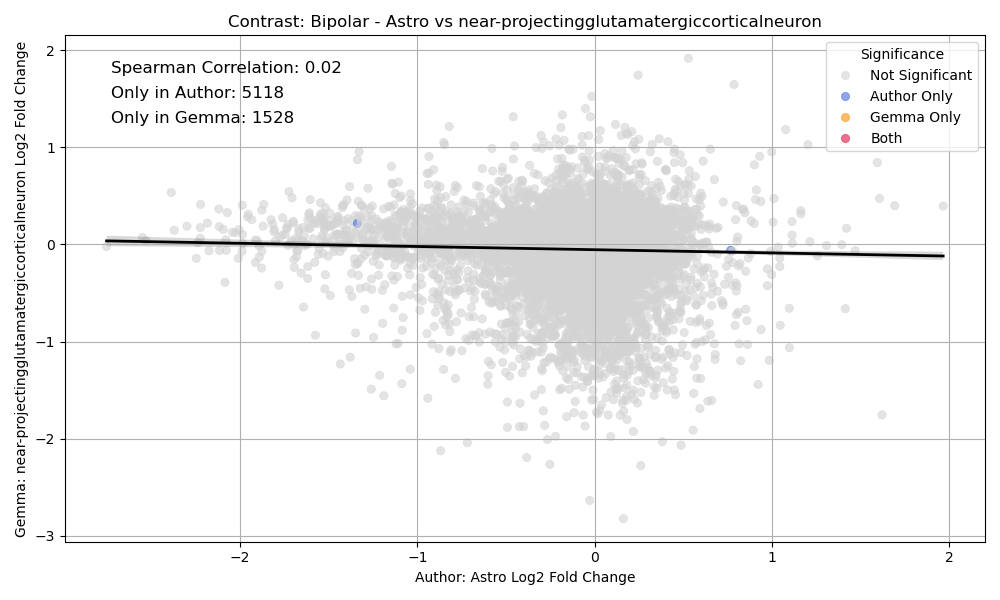 Contrast: Bipolar - Astro vs near-projectingglutamatergiccorticalneuron
Spearman Correlation: 0.02
Only in Author: 5118
Only in Gemma: 1528
Significance
Not Significant
Author Only
Gemma Only
Both
Gemma: near-projectingglutamatergiccorticalneuron Log2 Fold Change
2
1
0
−1
−2
−3
−2
−1
0
1
2
Author: Astro Log2 Fold Change